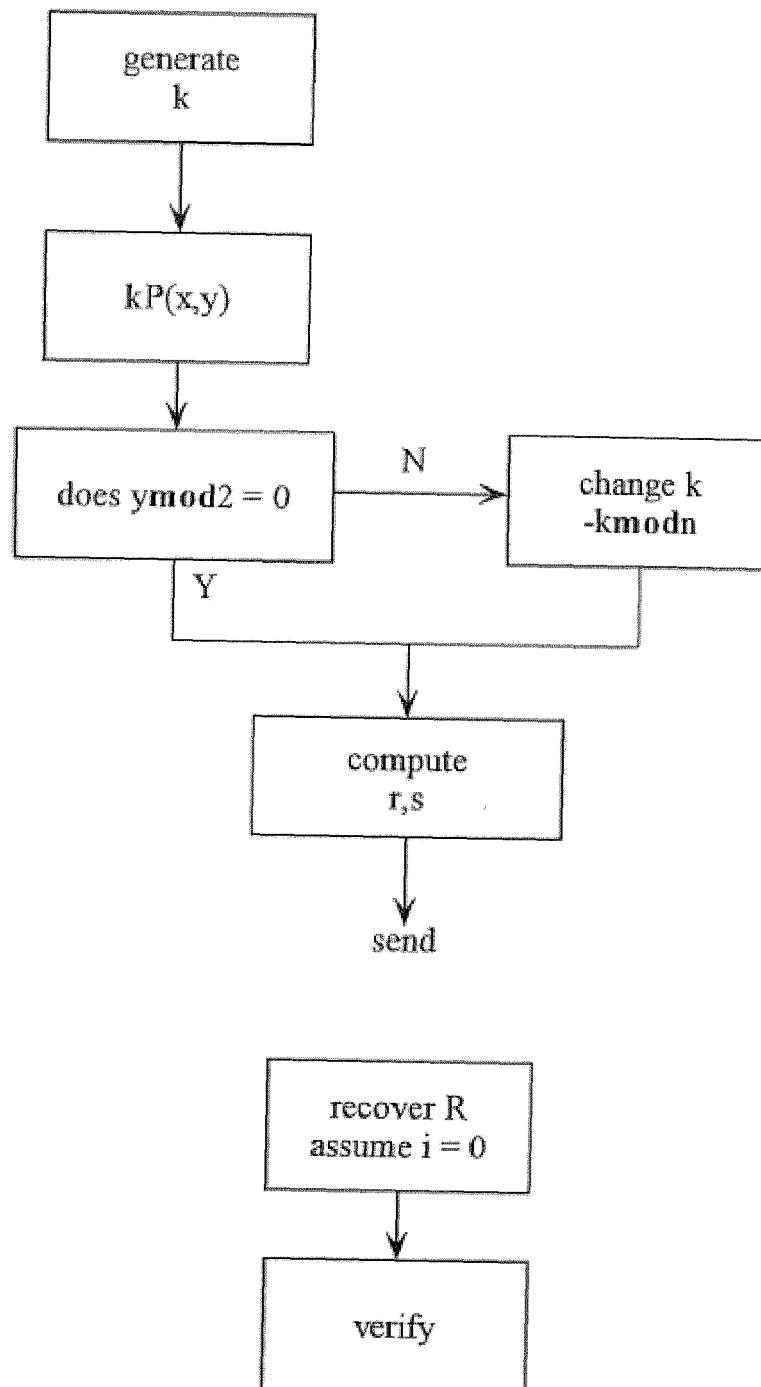 generate
k
kP(x,y)
does ymod2 = 0
N
change k
-kmodn
Y
compute
r,s
send
recover R
assume i = 0
verify